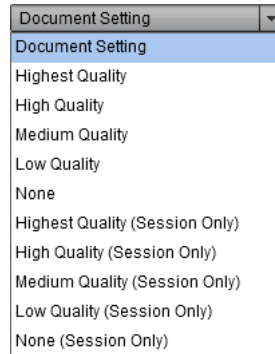 Document Setting
Document Setting
Highest Quality
High Quality
Medium Quality
Low Quality
None
Highest Quality (Session Only)
High Quality (Session Only)
Medium Quality (Session Only)
Low Quality (Session Only)
None (Session Only)